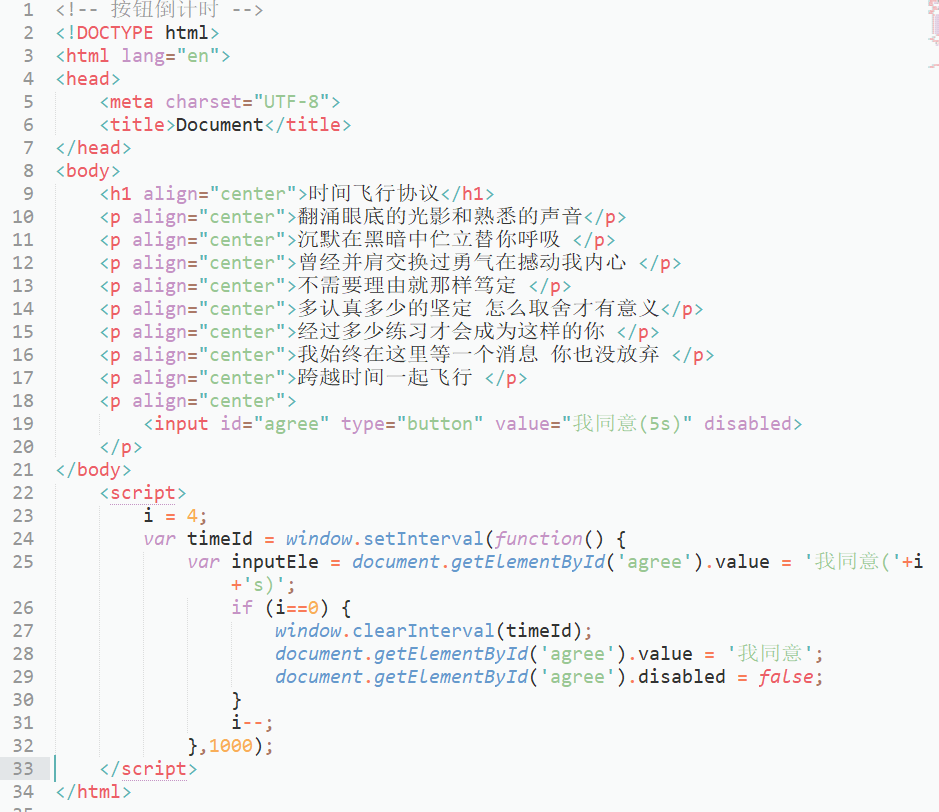 1 <!-- 按钮倒计时 -->
2 <!DOCTYPE html>
3 <html lang="en">
4 <head>
5     <meta charset="UTF-8">
6     <title>Document</title>
7 </head>
8 <body>
9     <h1 align="center">时间飞行协议</h1>
10     <p align="center">翻涌眼底的光影和熟悉的声音</p>
11     <p align="center">沉默在黑暗中伫立替你呼吸 </p>
12     <p align="center">曾经并肩交换过勇气在撼动我内心 </p>
13     <p align="center">不需要理由就那样笃定 </p>
14     <p align="center">多认真多少的坚定 怎么取舍才有意义</p>
15     <p align="center">经过多少练习才会成为这样的你 </p>
16     <p align="center">我始终在这里等一个消息 你也没放弃 </p>
17     <p align="center">跨越时间一起飞行 </p>
18     <p align="center">
19         <input id="agree" type="button" value="我同意(5s)" disabled>
20     </p>
21 </body>
22     <script>
23         i = 4;
24         var timeId = window.setInterval(function() {
25             var inputEle = document.getElementById('agree').value = '我同意('+i
+'s)';
26                 if (i==0) {
27                     window.clearInterval(timeId);
28                     document.getElementById('agree').value = '我同意';
29                     document.getElementById('agree').disabled = false;
30                 }
31                 i--;
32             },1000);
33     </script>
34 </html>